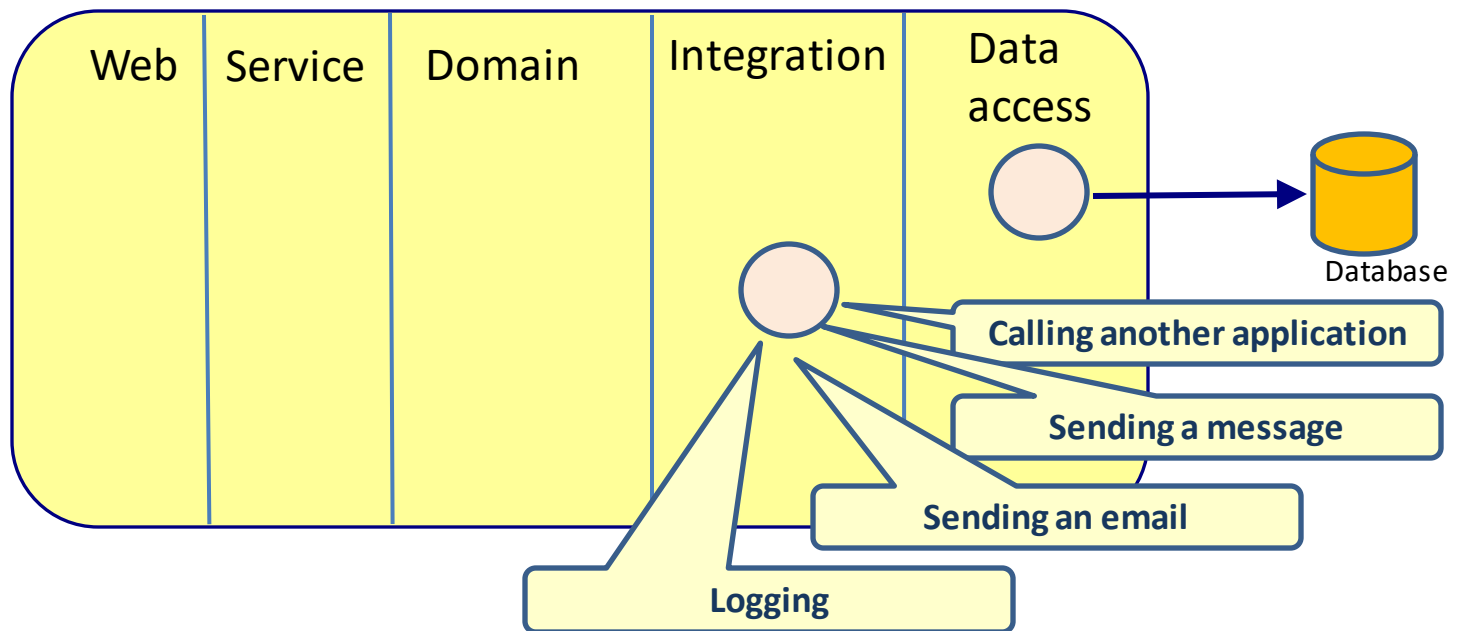 Web
Service
Domain
Integration
Data
access
Database
Calling another application
Sending a message
Sending an email
Logging